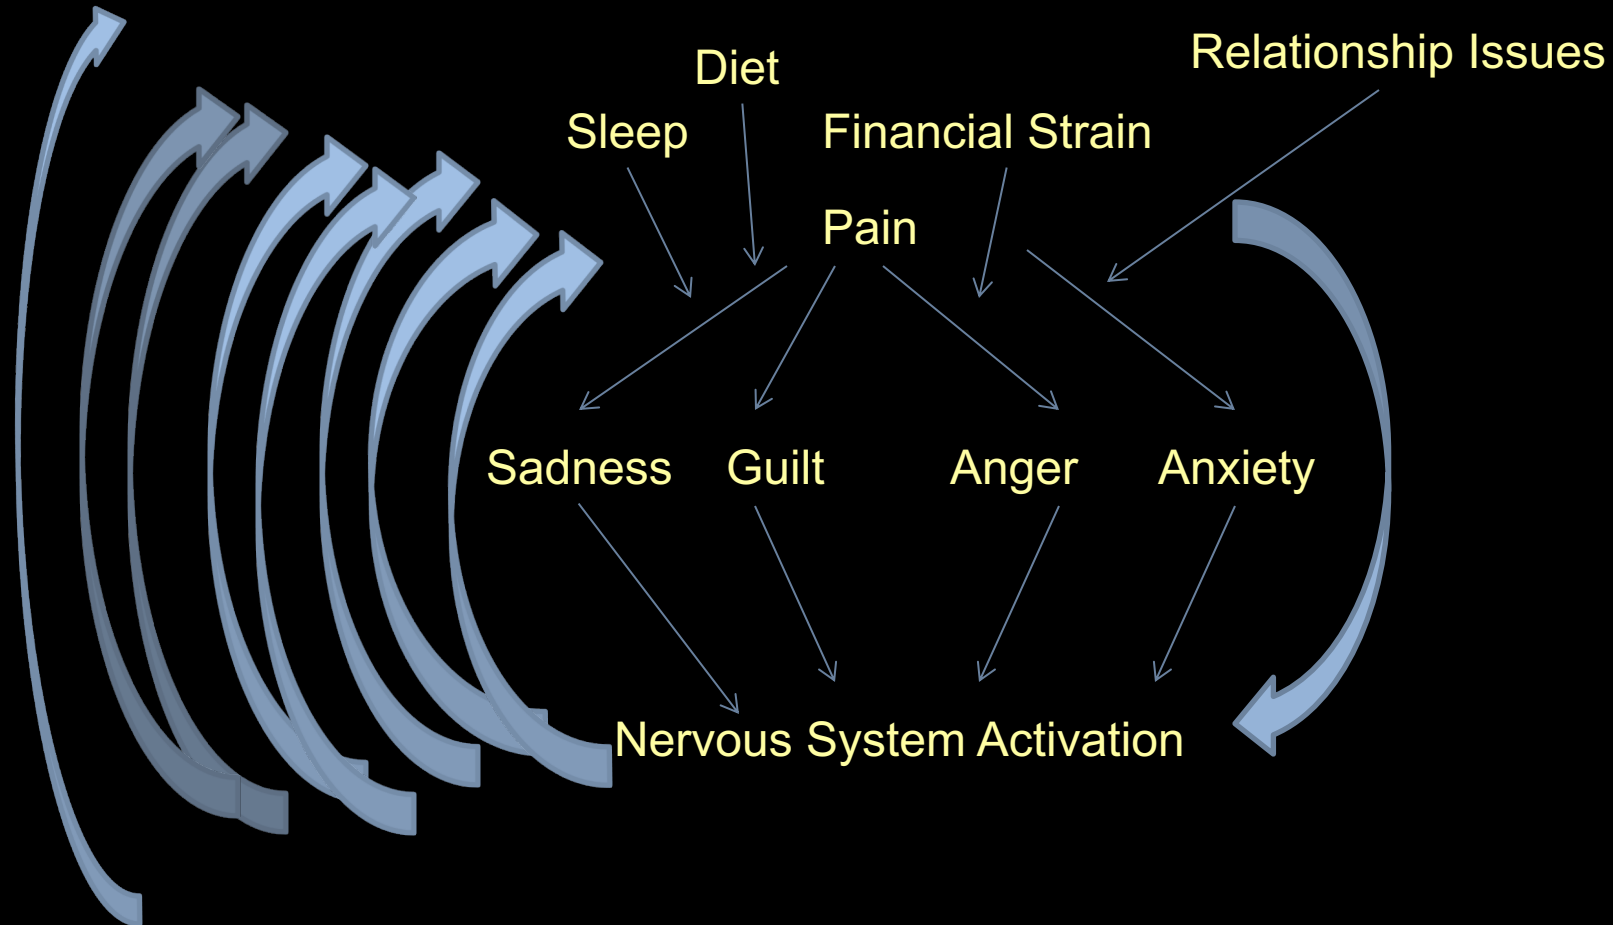 Relationship Issues
Diet
Sleep
Financial Strain
Pain
Sadness
Guilt
Anger
Anxiety
Nervous System Activation